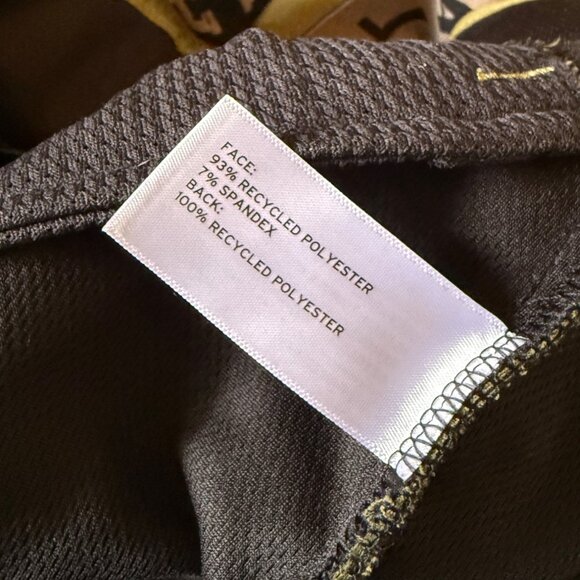 FACE:
93% RECYCLED POLYESTER
7% SPANDEX
BACK:
100% RECYCLED POLYESTER